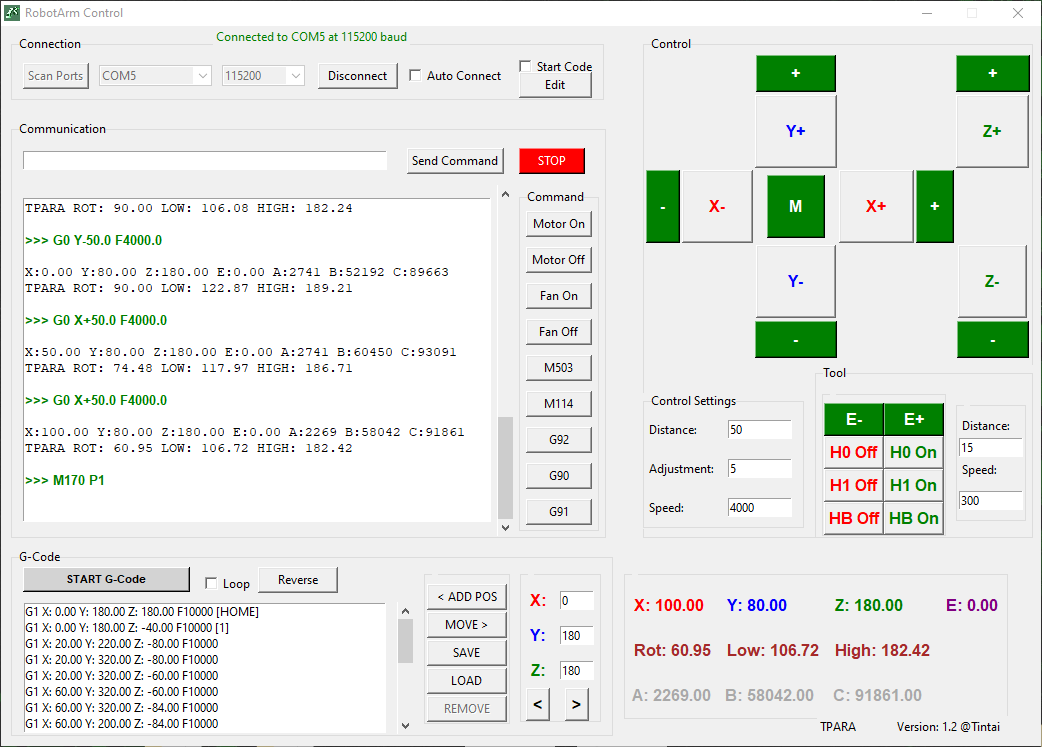 RobotArm Control
Connection
Connected to COM5 at 115200 baud
Scan Ports
COM5
115200
Disconnect
Auto Connect
Start Code
Edit
Communication
Send Command
STOP
TPARA ROT: 90.00 LOW: 106.08 HIGH: 182.24
>>> G0 Y-50.0 F4000.0
X:0.00 Y:80.00 Z:180.00 E:0.00 A:2741 B:52192 C:89663
TPARA ROT: 90.00 LOW: 122.87 HIGH: 189.21
>>> G0 X+50.0 F4000.0
X:50.00 Y:80.00 Z:180.00 E:0.00 A:2741 B:60450 C:93091
TPARA ROT: 74.48 LOW: 117.97 HIGH: 186.71
>>> G0 X+50.0 F4000.0
X:100.00 Y:80.00 Z:180.00 E:0.00 A:2269 B:58042 C:91861
TPARA ROT: 60.95 LOW: 106.72 HIGH: 182.42
>>> M170 P1
Command
Motor On
Motor Off
Fan On
Fan Off
M503
M114
G92
G90
G91
Control
+
+
Y+
Z+
-
X-
M
X+
+
Y-
Z-
-
-
Control Settings
Distance:
50
Adjustment:
5
Speed:
4000
Tool
E-
E+
H0 Off
H0 On
H1 Off
H1 On
HB Off
HB On
Distance:
15
Speed:
300
G-Code
START G-Code
Loop
Reverse
G1 X: 0.00 Y: 180.00 Z: 180.00 F10000 [HOME]
G1 X: 0.00 Y: 180.00 Z: -40.00 F10000 [1]
G1 X: 20.00 Y: 220.00 Z: -80.00 F10000
G1 X: 20.00 Y: 320.00 Z: -80.00 F10000
G1 X: 20.00 Y: 320.00 Z: -60.00 F10000
G1 X: 60.00 Y: 320.00 Z: -60.00 F10000
G1 X: 60.00 Y: 320.00 Z: -84.00 F10000
G1 X: 60.00 Y: 200.00 Z: -84.00 F10000
< ADD POS
MOVE >
SAVE
LOAD
REMOVE
X:
0
Y:
180
Z:
180
<
>
X: 100.00
Y: 80.00
Z: 180.00
E: 0.00
Rot: 60.95
Low: 106.72
High: 182.42
A: 2269.00
B: 58042.00
C: 91861.00
TPARA
Version: 1.2 @Tintai